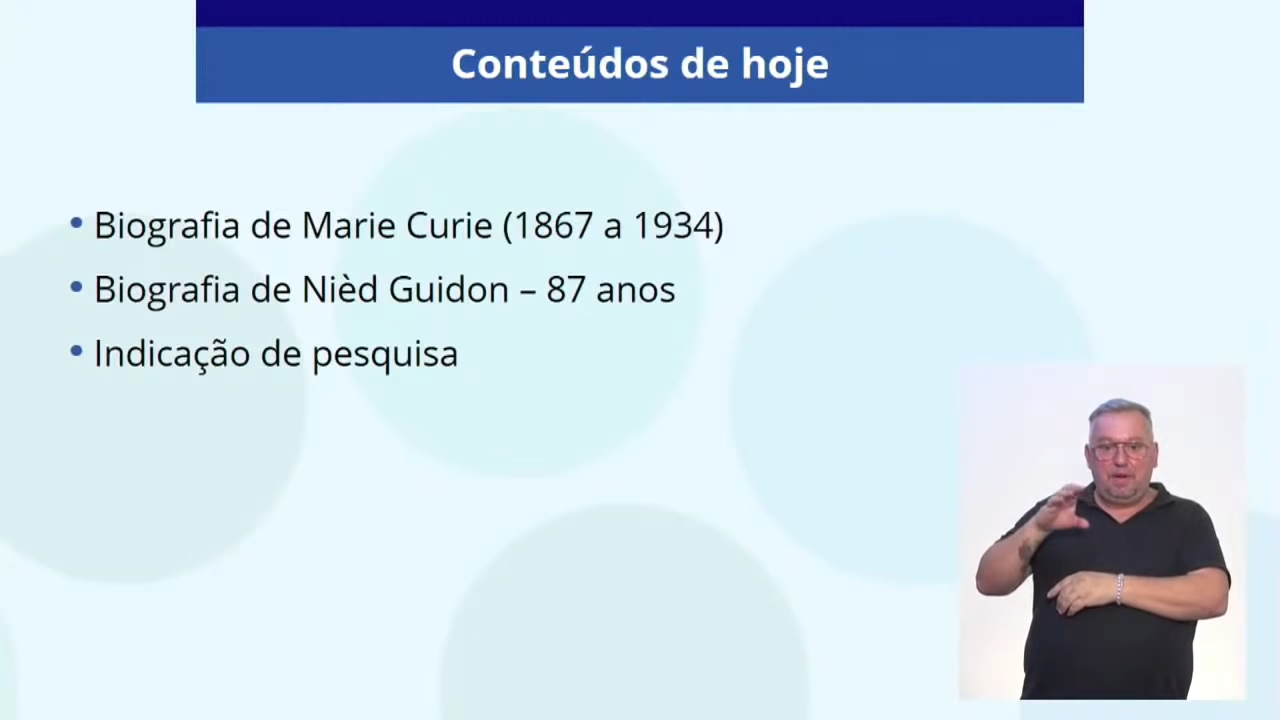 Conteúdos de hoje
• Biografia de Marie Curie (1867 a 1934)
• Biografia de Nièd Guidon – 87 anos
• Indicação de pesquisa